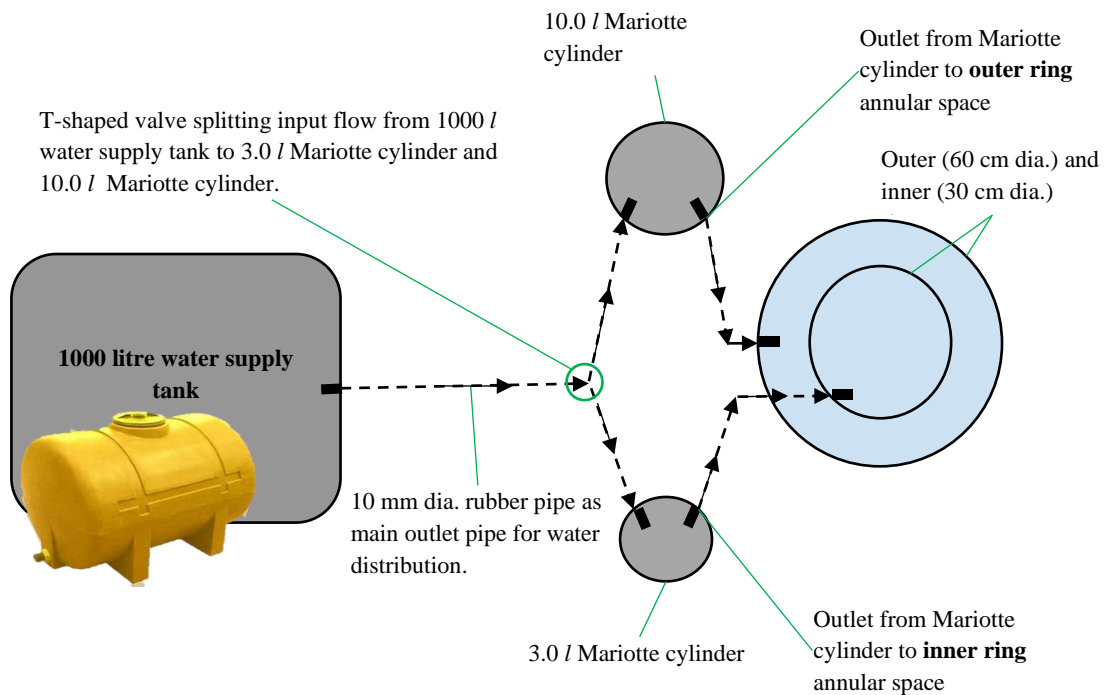 10.0 l Mariotte
cylinder
Outlet from Mariotte
cylinder to outer ring
annular space
T-shaped valve splitting input flow from 1000 l
water supply tank to 3.0 l Mariotte cylinder and
10.0 l Mariotte cylinder.
Outer (60 cm dia.) and
inner (30 cm dia.)
1000 litre water supply
tank
10 mm dia. rubber pipe as
main outlet pipe for water
distribution.
3.0 l Mariotte cylinder
Outlet from Mariotte
cylinder to inner ring
annular space